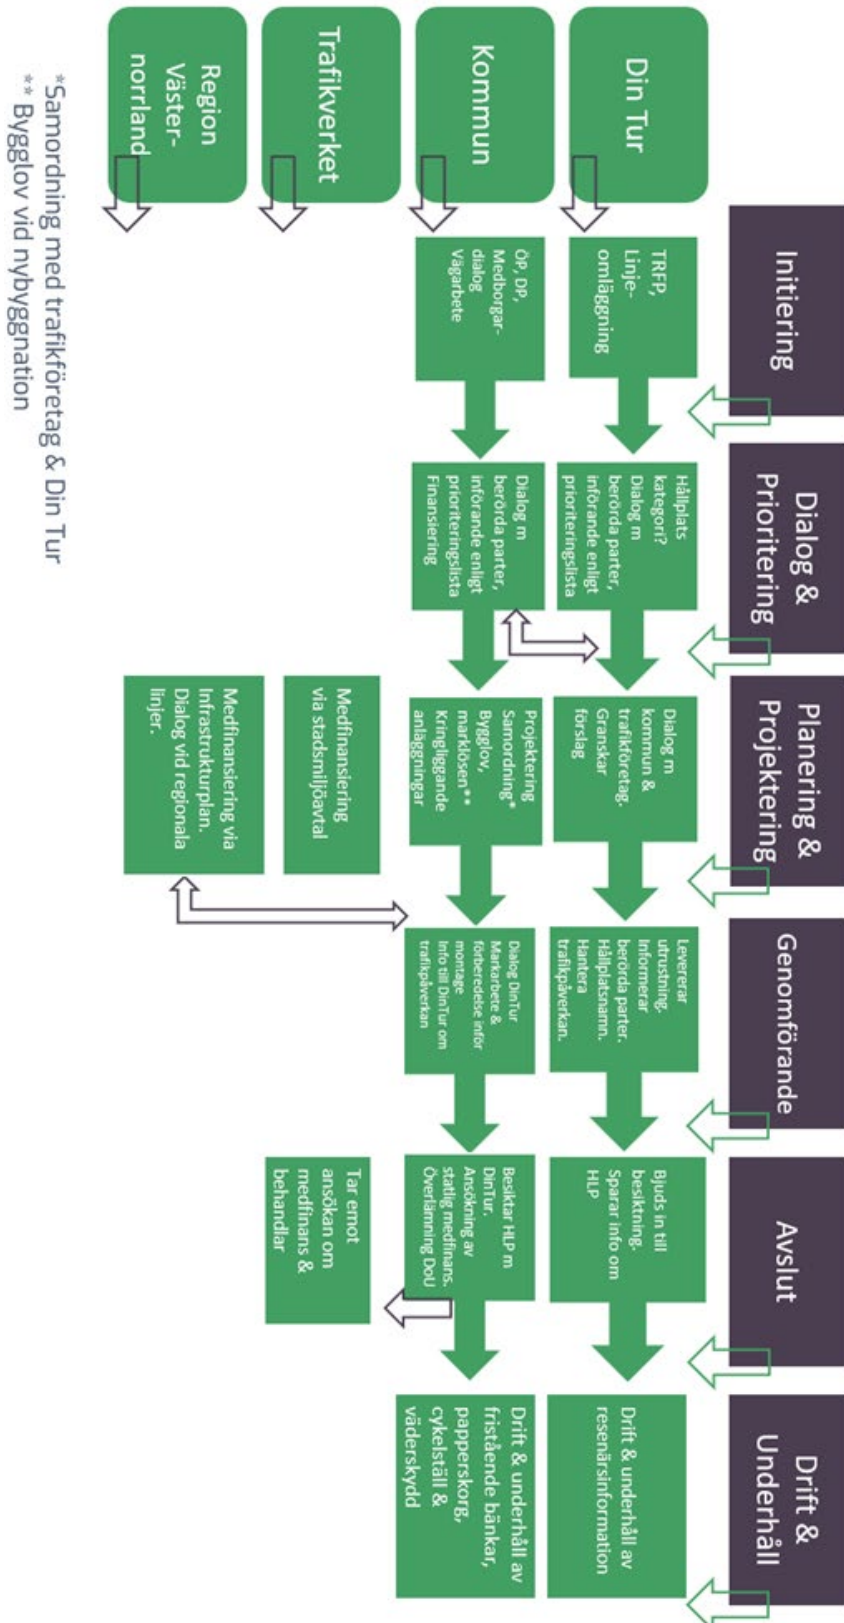 Initiering
Dialog &
Prioritering
Planering &
Projektering
Genomförande
Avslut
Drift &
Underhåll
Din Tur
TRFP,
Linje-
omläggning
Hållplats
kategori?
Dialog m
berörda parter,
införande enligt
prioriteringslista
Dialog m
kommun &
trafikföretag.
Granskar
förslag
Levererar
utrustning.
Informerar
berörda parter.
Hållplatsnamn.
Hantera
trafikpåverkan.
Bjuds in till
besiktning.
Sparar info om
HLP
Drift & underhåll av
resenärsinformation
Kommun
ÖP, DP,
Medborgar-
dialog
Vägarbete
Dialog m
berörda parter,
införande enligt
prioriteringslista
Finansiering
Projektering
Samordning*
Bygglov,
marklösen**
Kringliggande
anläggningar
Dialog DinTur
Markarbete &
förberedelse inför
montage
Info till DinTur om
trafikpåverkan
Besiktar HLP m
DinTur.
Ansökning av
statlig medfinans.
Överlämning DoU
Drift & underhåll av
fristående bänkar,
papperskorg,
cykelställ &
väderskydd
Trafikverket
Medfinansiering
via stadsmiljöavtal
Tar emot
ansökan om
medfinans &
behandlar
Region
Väster-
norrland
Medfinansiering via
Infrastrukturplan.
Dialog vid regionala
linjer.
*Samordning med trafikföretag & Din Tur
** Bygglov vid nybyggnation